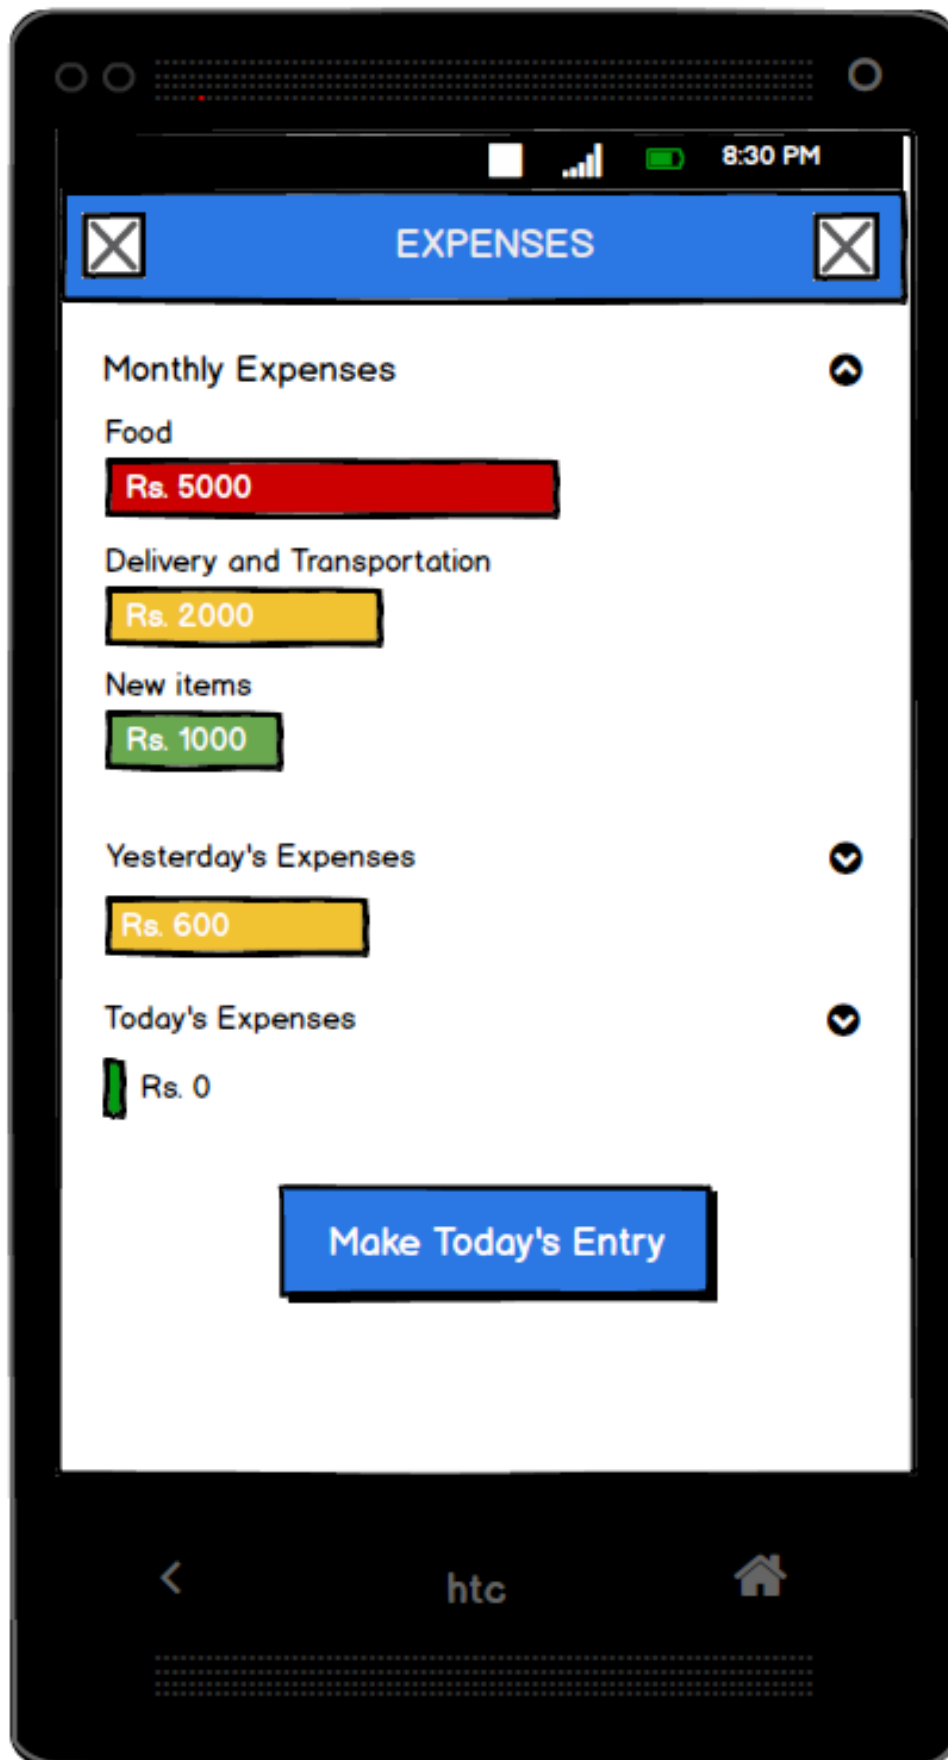 8:30 PM
EXPENSES
Monthly Expenses
Food
Rs. 5000
Delivery and Transportation
Rs. 2000
New items
Rs. 1000
Yesterday's Expenses
Rs. 600
Today's Expenses
Rs. 0
Make Today's Entry
htc